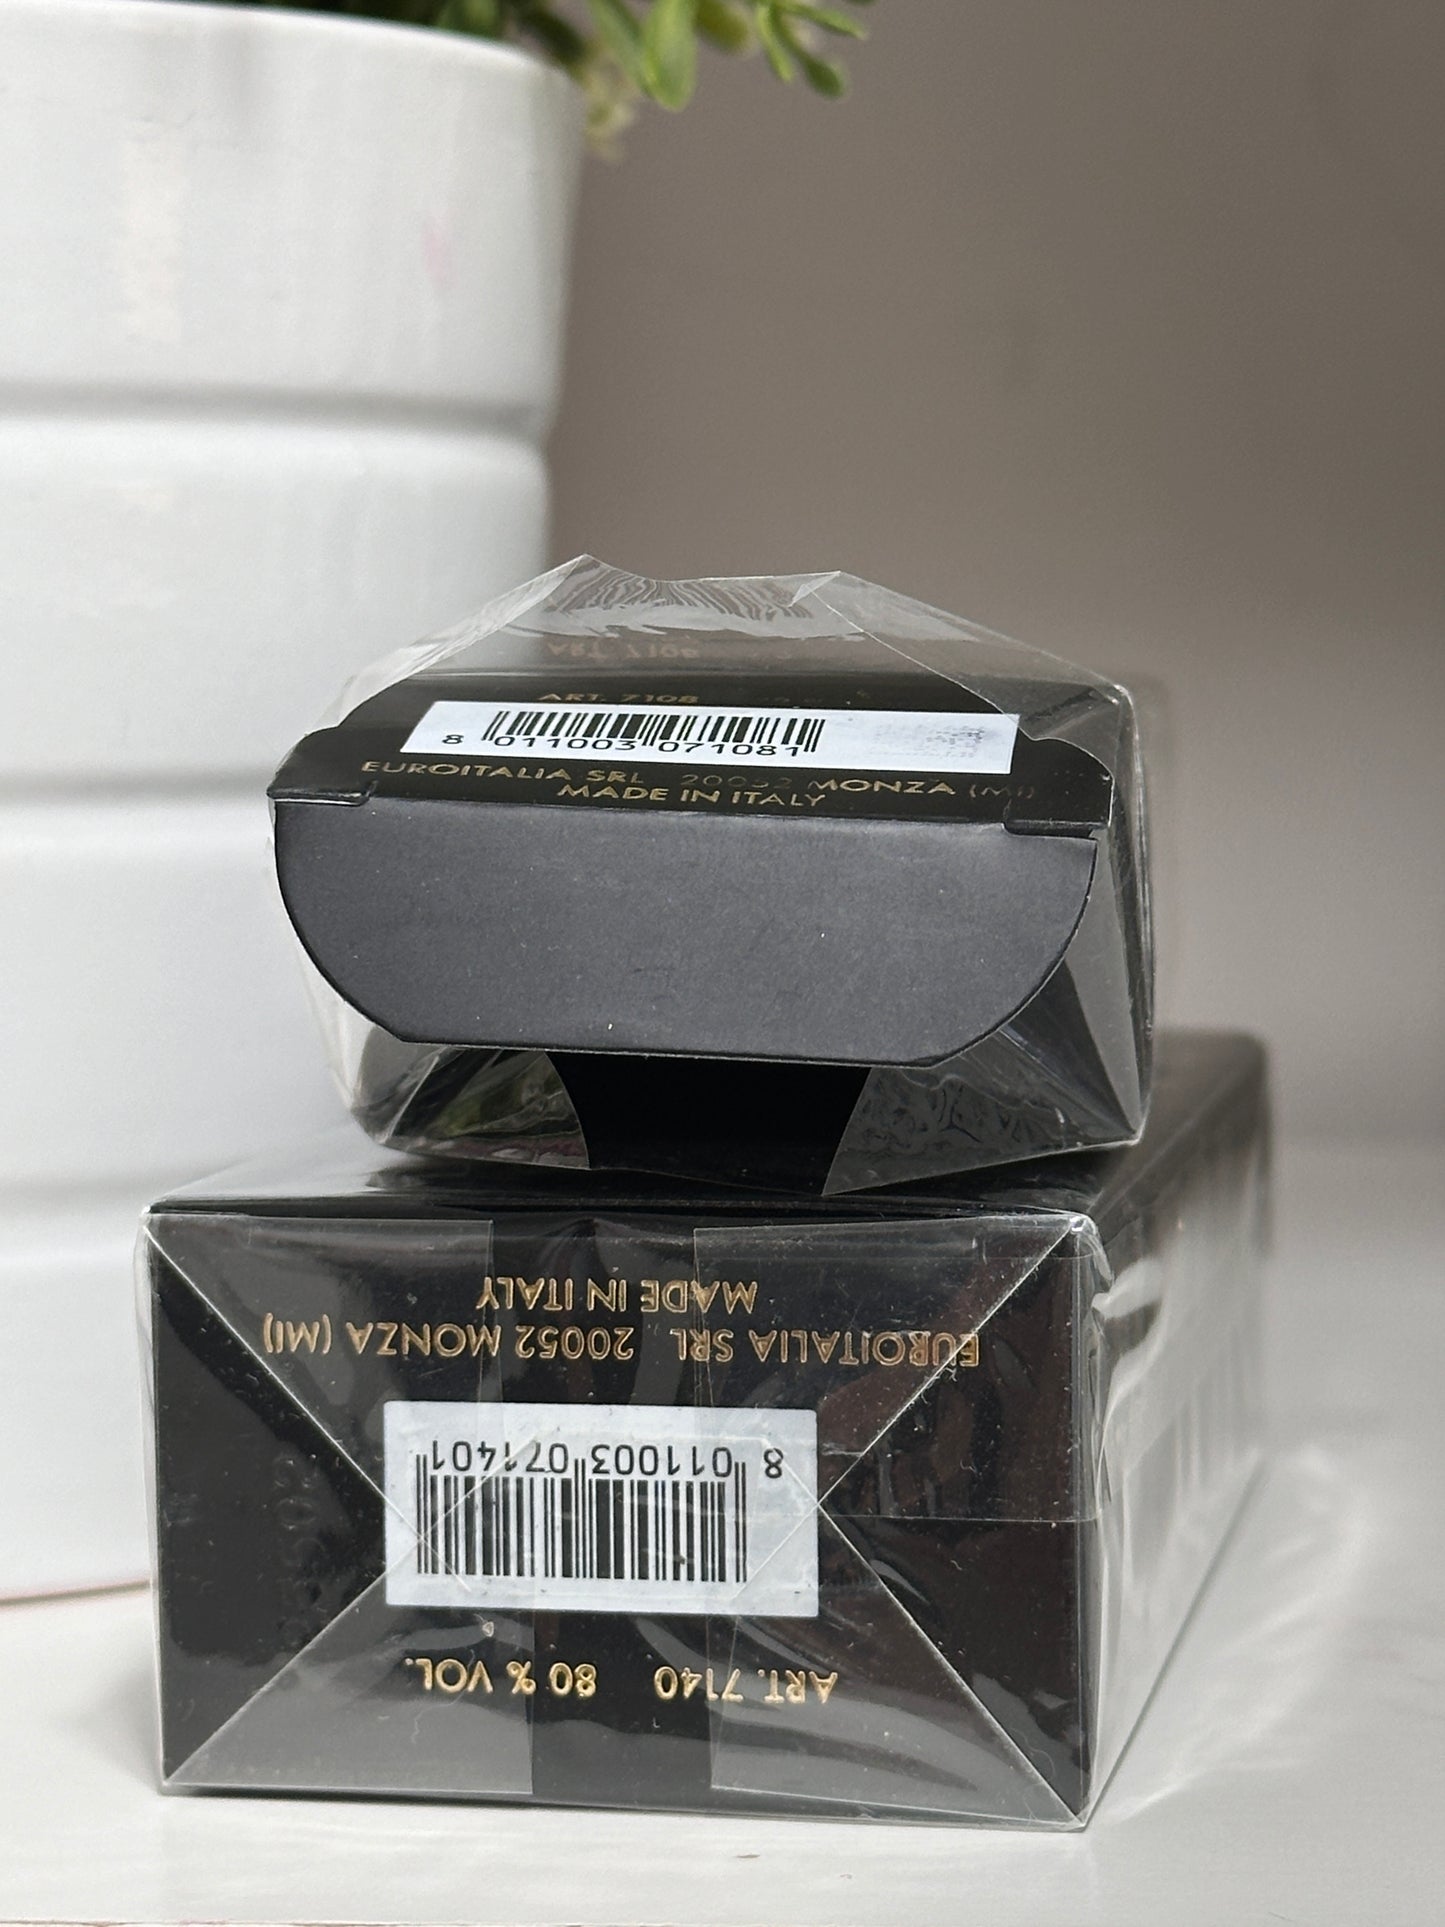 ART. 7108
8 011003 071081
EUROITALIA SRL 20052 MONZA (MI)
MADE IN ITALY
ART. 7140 80 % VOL.
8 011003 071401
EUROITALIA SRL 20052 MONZA (MI)
MADE IN ITALY